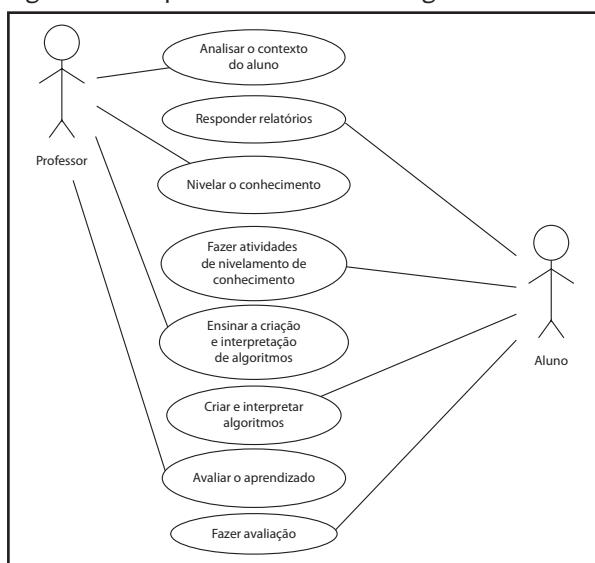 Analisar o contexto
do aluno
Responder relatórios
Professor
Nivelar o conhecimento
Fazer atividades
de nivelamento de
conhecimento
Ensinar a criação
e interpretação
de algoritmos
Aluno
Criar e interpretar
algoritmos
Avaliar o aprendizado
Fazer avaliação